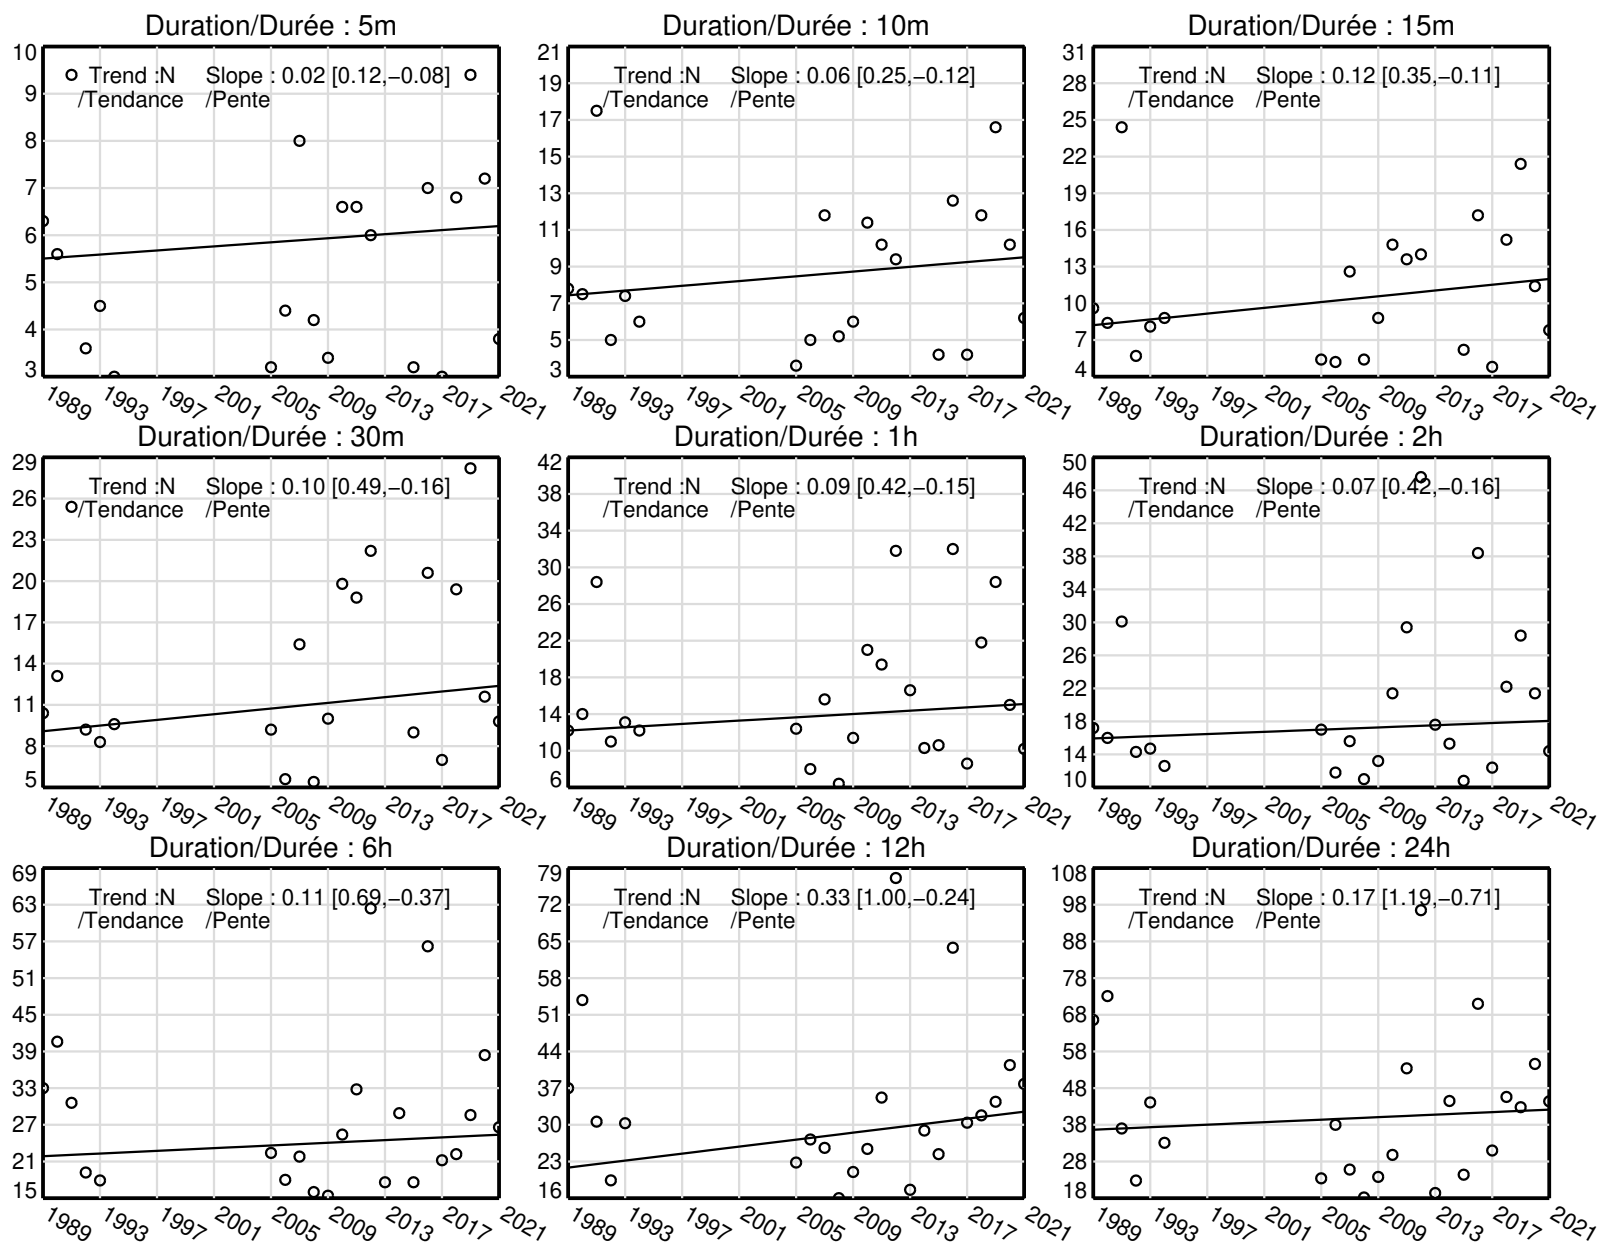 Duration/Durée : 5m
10
9
8
7
6
5
4
3
Trend :N Slope : 0.02 [0.12,−0.08]
/Tendance /Pente
1989 1993 1997 2001 2005 2009 2013 2017 2021
Duration/Durée : 10m
21
19
17
15
13
11
9
7
5
3
Trend :N Slope : 0.06 [0.25,−0.12]
/Tendance /Pente
1989 1993 1997 2001 2005 2009 2013 2017 2021
Duration/Durée : 15m
31
28
25
22
19
16
13
10
7
4
Trend :N Slope : 0.12 [0.35,−0.11]
/Tendance /Pente
1989 1993 1997 2001 2005 2009 2013 2017 2021
Duration/Durée : 30m
29
26
23
20
17
14
11
8
5
Trend :N Slope : 0.10 [0.49,−0.16]
/Tendance /Pente
1989 1993 1997 2001 2005 2009 2013 2017 2021
Duration/Durée : 1h
42
38
34
30
26
22
18
14
10
6
Trend :N Slope : 0.09 [0.42,−0.15]
/Tendance /Pente
1989 1993 1997 2001 2005 2009 2013 2017 2021
Duration/Durée : 2h
50
46
42
38
34
30
26
22
18
14
10
Trend :N Slope : 0.07 [0.42,−0.16]
/Tendance /Pente
1989 1993 1997 2001 2005 2009 2013 2017 2021
Duration/Durée : 6h
69
63
57
51
45
39
33
27
21
15
Trend :N Slope : 0.11 [0.69,−0.37]
/Tendance /Pente
1989 1993 1997 2001 2005 2009 2013 2017 2021
Duration/Durée : 12h
79
72
65
58
51
44
37
30
23
16
Trend :N Slope : 0.33 [1.00,−0.24]
/Tendance /Pente
1989 1993 1997 2001 2005 2009 2013 2017 2021
Duration/Durée : 24h
108
98
88
78
68
58
48
38
28
18
Trend :N Slope : 0.17 [1.19,−0.71]
/Tendance /Pente
1989 1993 1997 2001 2005 2009 2013 2017 2021